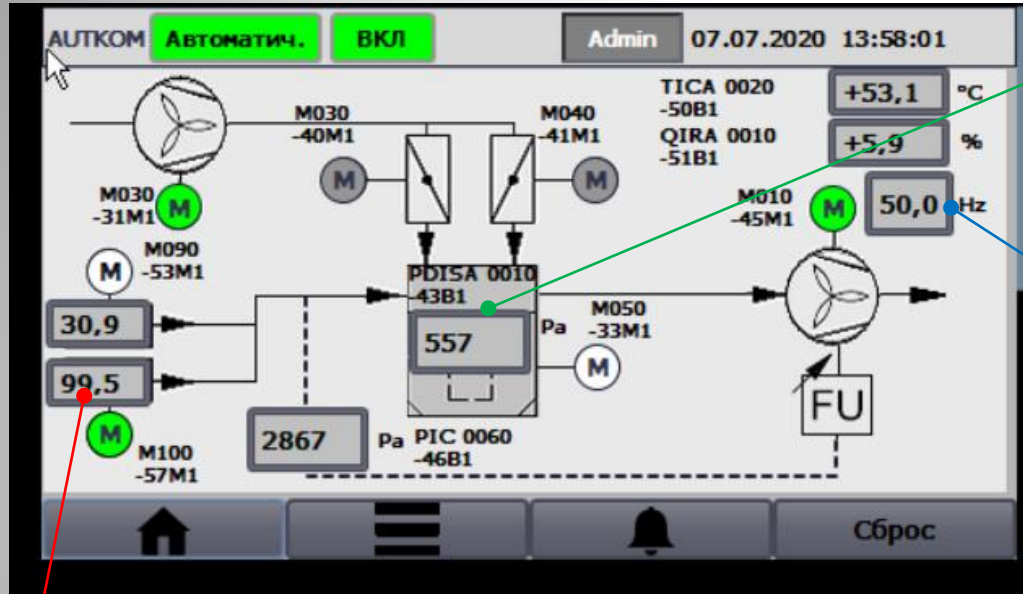 AUTKOM Автоматич. ВКЛ Admin 07.07.2020 13:58:01
TICA 0020
-50B1
+53,1 °C
QIRA 0010
-51B1
+5,9 %
M030
-40M1
M040
-41M1
M
M
M030
-31M1
M
M010
-45M1
M
50,0 Hz
M090
-53M1
M
PDISA 0010
-43B1
30,9
557 Pa
M050
-33M1
M
99,5
FU
M
M100
-57M1
2867 Pa
PIC 0060
-46B1
Сброс